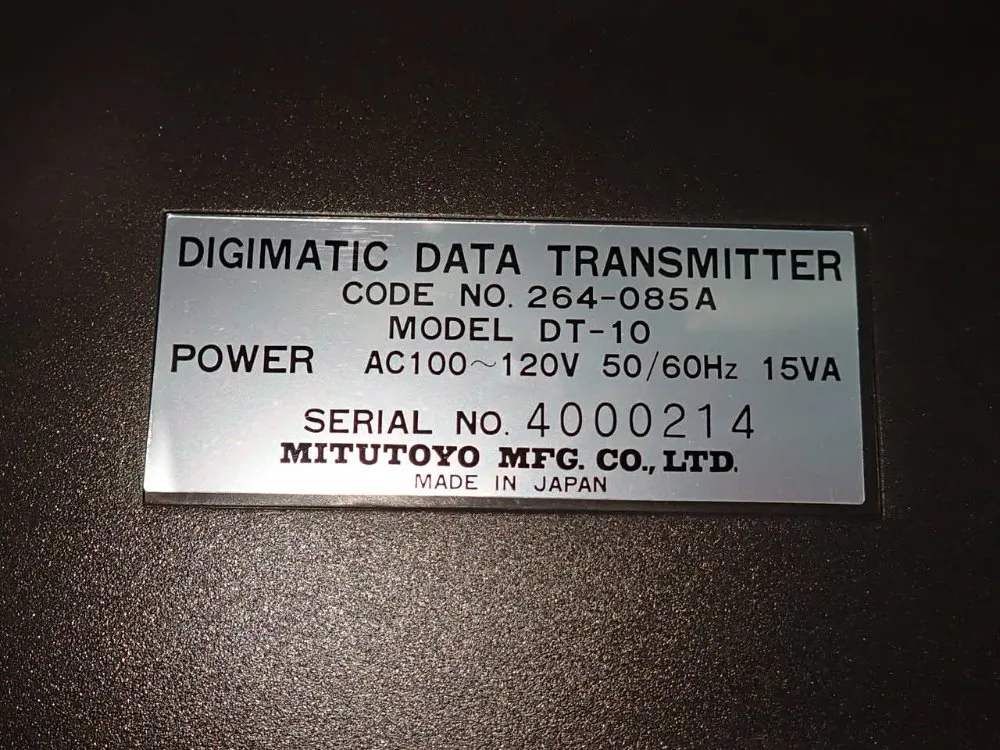 DIGIMATIC DATA TRANSMITTER
CODE NO. 264-085A
MODEL DT-10
POWER AC100~120V 50/60Hz 15VA
SERIAL NO. 4000214
MITUTOYO MFG. CO., LTD.
MADE IN JAPAN